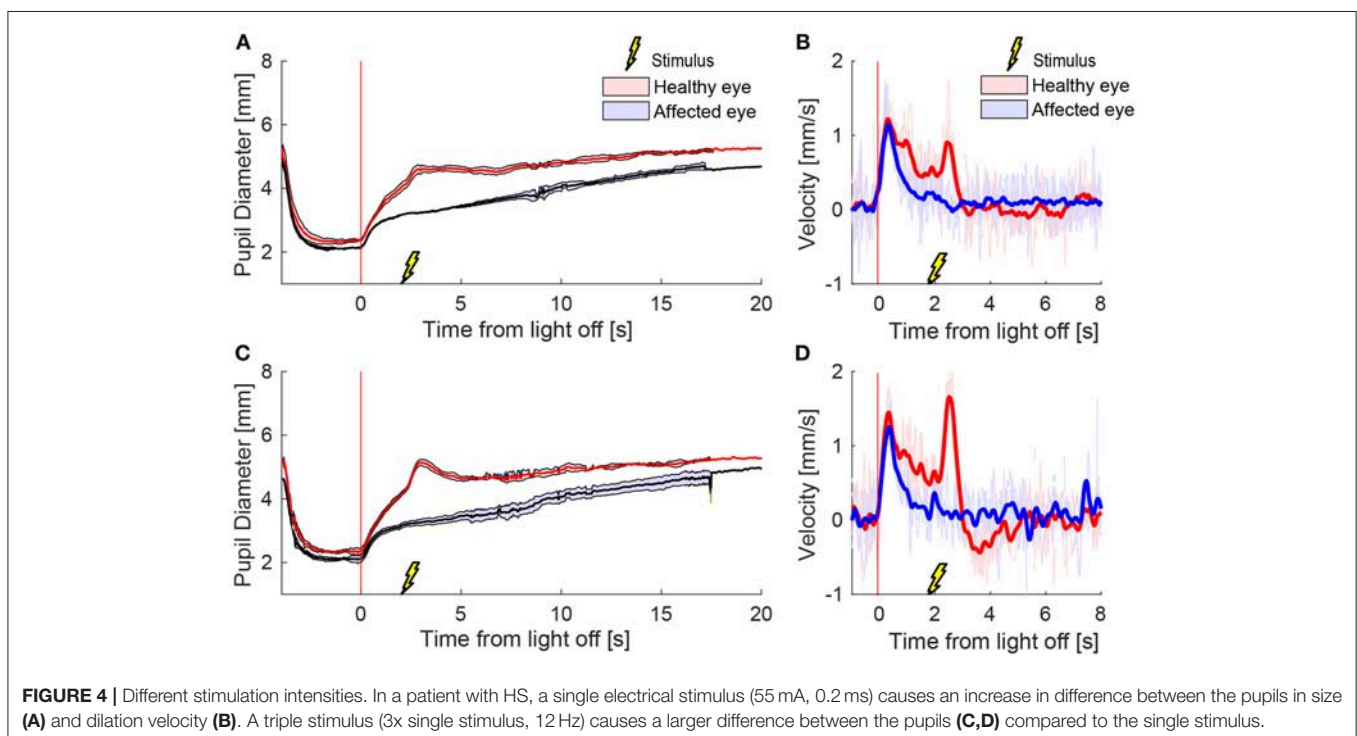 A
B
Stimulus
Healthy eye
Affected eye
Pupil Diameter [mm]
8
6
4
2
0
5
10
15
20
Time from light off [s]
Stimulus
Healthy eye
Affected eye
Velocity [mm/s]
2
1
0
-1
0
2
4
6
8
Time from light off [s]
C
D
Pupil Diameter [mm]
8
6
4
2
0
5
10
15
20
Time from light off [s]
Velocity [mm/s]
2
1
0
-1
0
2
4
6
8
Time from light off [s]
FIGURE 4 | Different stimulation intensities. In a patient with HS, a single electrical stimulus (55 mA, 0.2 ms) causes an increase in difference between the pupils in size
(A) and dilation velocity (B). A triple stimulus (3x single stimulus, 12 Hz) causes a larger difference between the pupils (C,D) compared to the single stimulus.